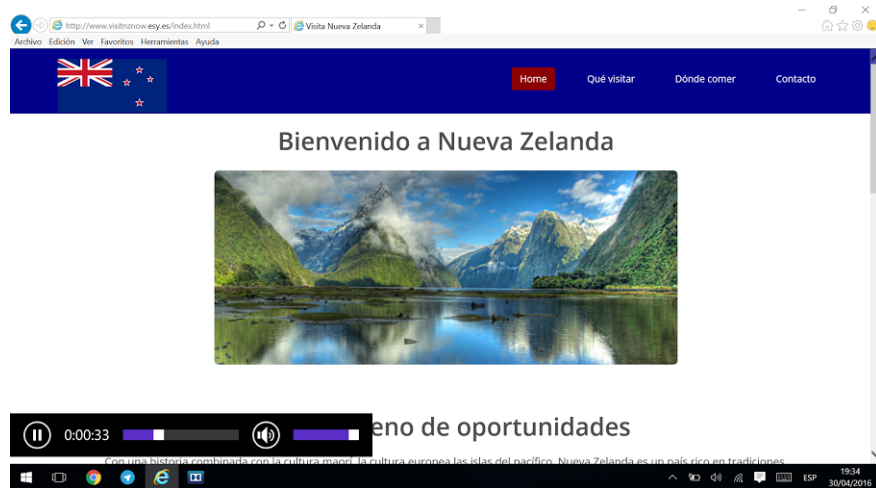 http://www.visitnznow.esy.es/index.html
Visita Nueva Zelanda
Archivo Edición Ver Favoritos Herramientas Ayuda
Home Qué visitar Dónde comer Contacto
Bienvenido a Nueva Zelanda
eno de oportunidades
0:00:33
Con una historia combinada con la cultura maorí, la cultura europea las islas del pacífico, Nueva Zelanda es un país rico en tradiciones
ESP
19:34
30/04/2016